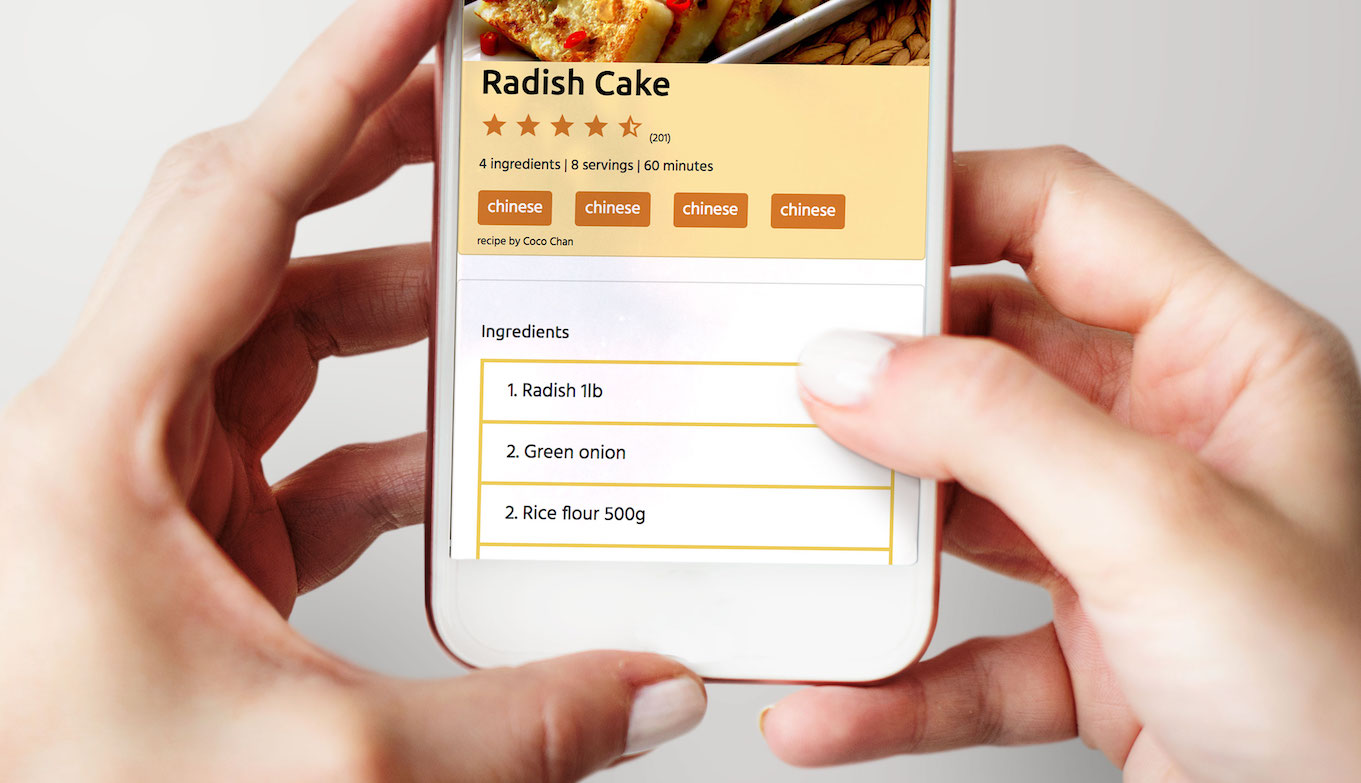 Radish Cake
(201)
4 ingredients | 8 servings | 60 minutes
chinese chinese chinese chinese
recipe by Coco Chan
Ingredients
1. Radish 1lb
2. Green onion
2. Rice flour 500g